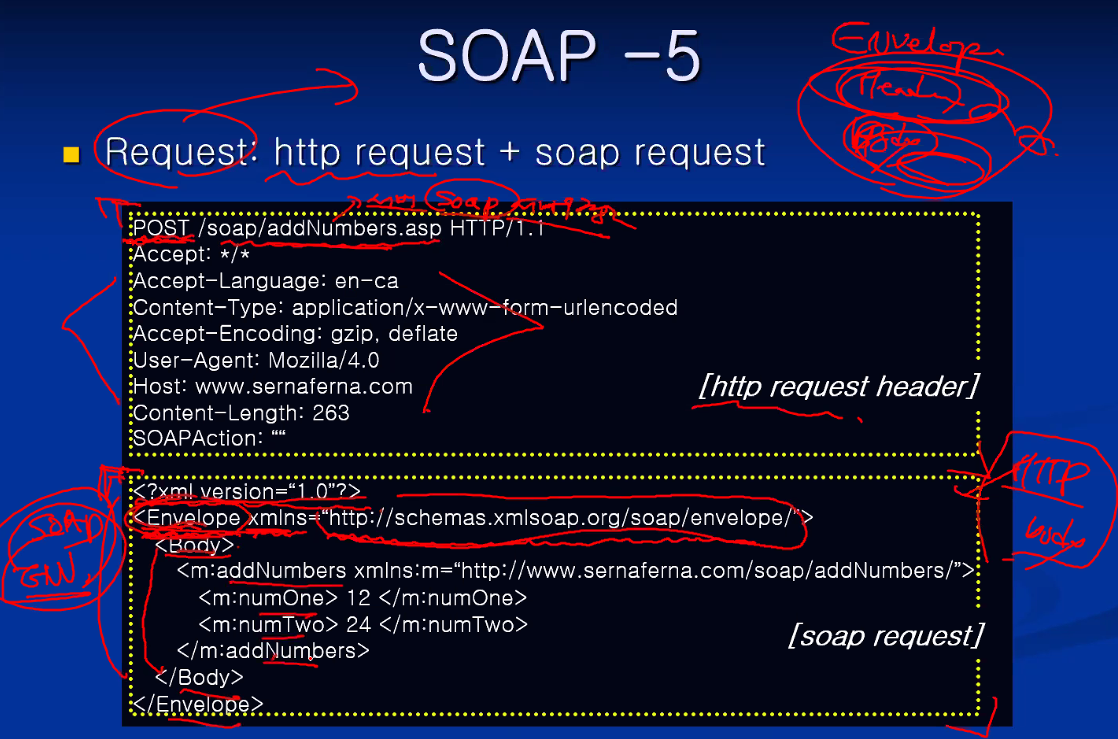 SOAP -5
Envelope
Header
Request: http request + soap request
soap
POST /soap/addNumbers.asp HTTP/1.1
Accept: */*
Accept-Language: en-ca
Content-Type: application/x-www-form-urlencoded
Accept-Encoding: gzip, deflate
User-Agent: Mozilla/4.0
Host: www.sernaferna.com
[http request header]
Content-Length: 263
SOAPAction: ““
<?xml version=“1.0”?>
<Envelope xmlns=“http://schemas.xmlsoap.org/soap/envelope/”>
<Body>
<m:addNumbers xmlns:m=“http://www.sernaferna.com/soap/addNumbers/”>
<m:numOne> 12 </m:numOne>
<m:numTwo> 24 </m:numTwo>
[soap request]
</m:addNumbers>
</Body>
</Envelope>
HTTP
body
SOAP